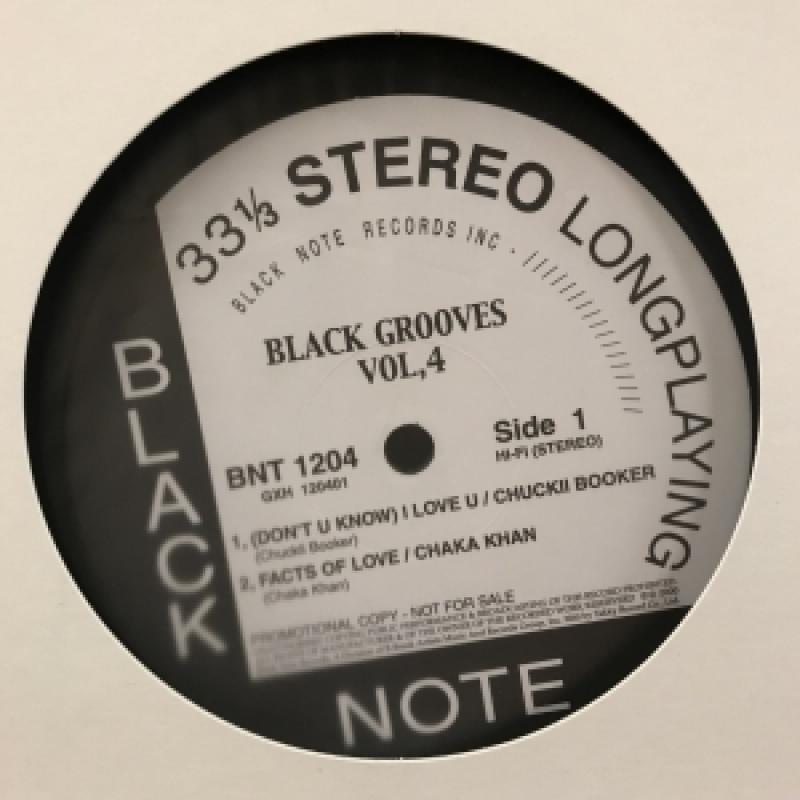 33⅓ STEREO LONGPLAYING
BLACK NOTE RECORDS INC.
BLACK GROOVES
VOL,4
BNT 1204
GXH 120401
Side 1
HI-FI (STEREO)
1, (DON'T U KNOW) I LOVE U / CHUCKII BOOKER
(Chuckii Booker)
2, FACTS OF LOVE / CHAKA KHAN
(Chaka Khan)
PROMOTIONAL COPY - NOT FOR SALE
BLACK
NOTE